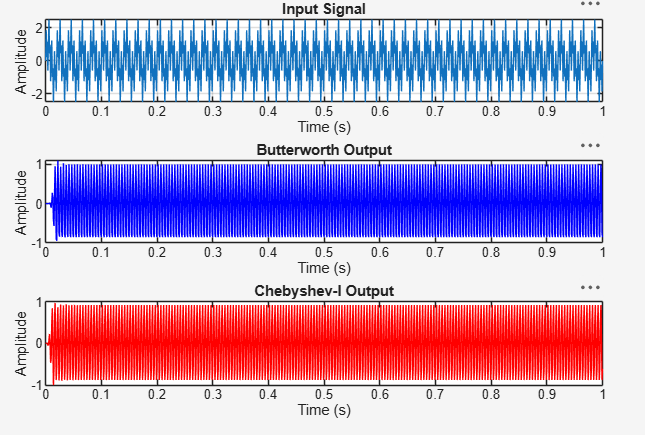 Input Signal
Amplitude
2
0
-2
0 0.1 0.2 0.3 0.4 0.5 0.6 0.7 0.8 0.9 1
Time (s)
Butterworth Output
Amplitude
1
0
-1
0 0.1 0.2 0.3 0.4 0.5 0.6 0.7 0.8 0.9 1
Time (s)
Chebyshev-I Output
Amplitude
1
0
-1
0 0.1 0.2 0.3 0.4 0.5 0.6 0.7 0.8 0.9 1
Time (s)